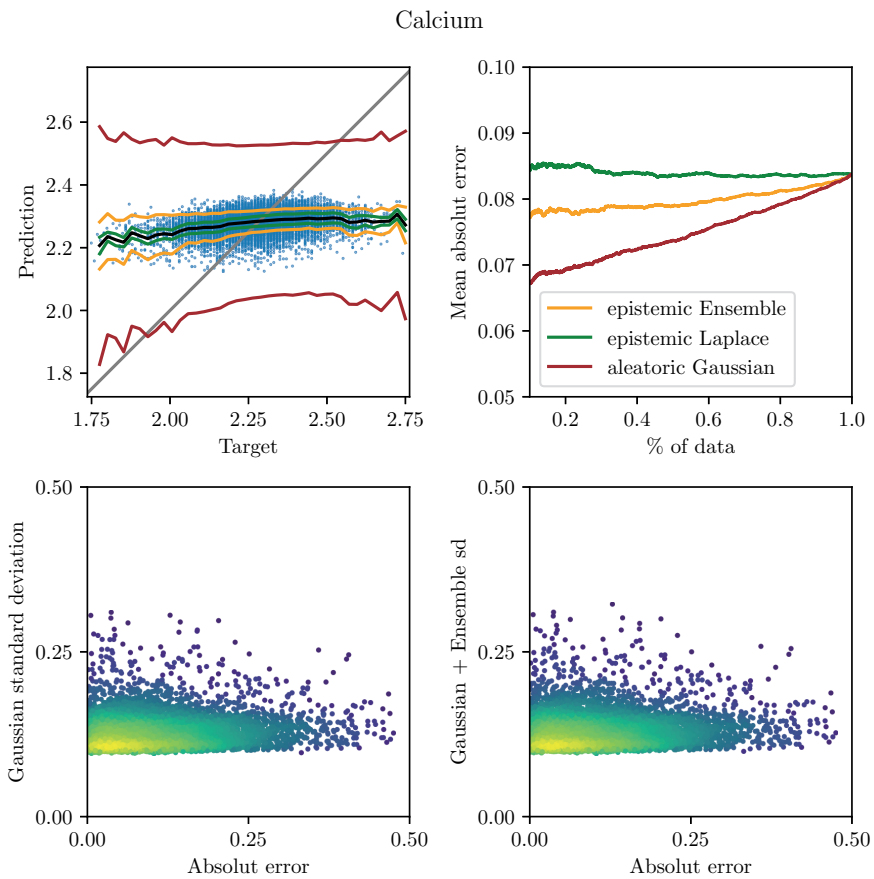 Calcium
2.6
2.4
2.2
2.0
1.8
Prediction
1.75
2.00
2.25
2.50
2.75
Target
0.10
0.09
0.08
0.07
0.06
0.05
Mean absolut error
epistemic Ensemble
epistemic Laplace
aleatoric Gaussian
0.2
0.4
0.6
0.8
1.0
% of data
0.50
0.25
0.00
Gaussian standard deviation
0.00
0.25
0.50
Absolut error
0.50
0.25
0.00
Gaussian + Ensemble sd
0.00
0.25
0.50
Absolut error